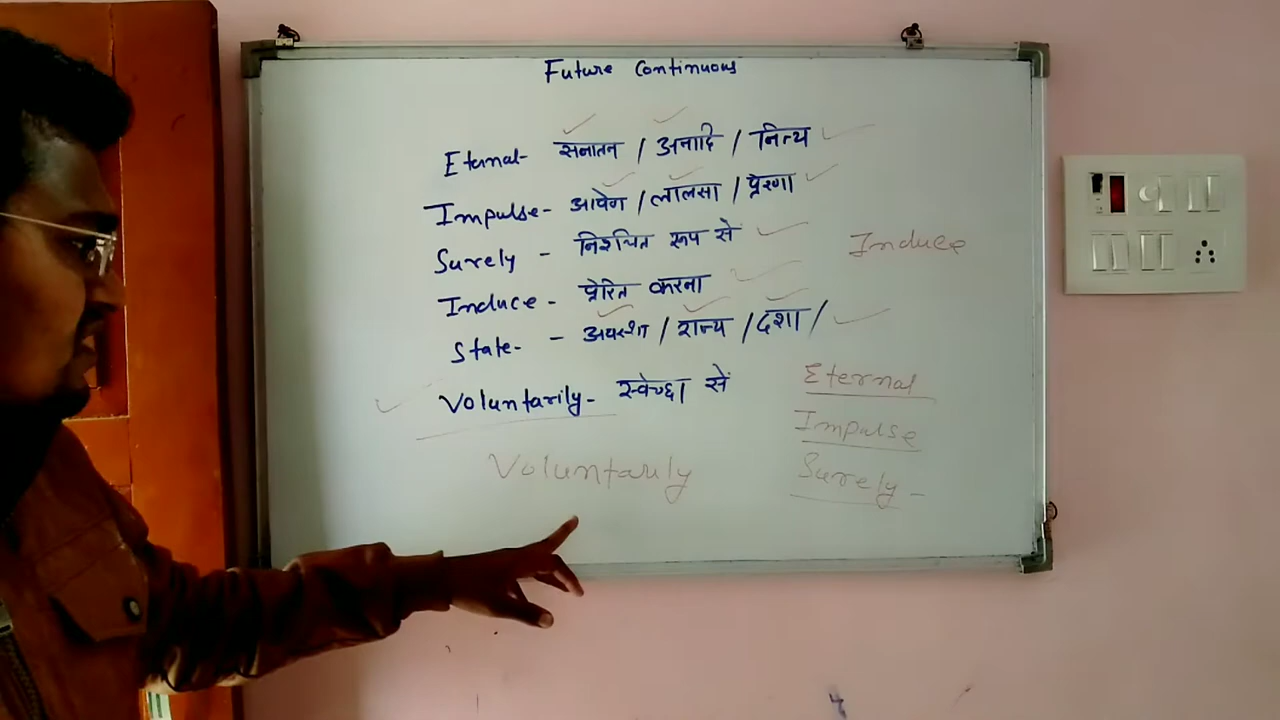 Future Continuous
Eternal- सनातन / अनादि / नित्य
Impulse- आवेग / लालसा / प्रेरणा
Surely - निश्चित रूप से
Induce
Induce - प्रेरित करना
State- - अवस्था / राज्य / दशा /
Eternal
Voluntarily- स्वेच्छा सें
Impulse
Voluntarily
Surely -